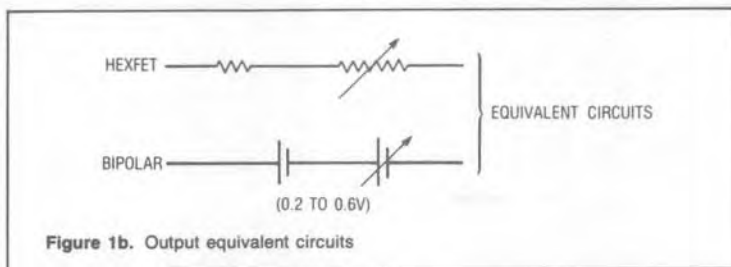 HEXFET
EQUIVALENT CIRCUITS
BIPOLAR
(0.2 TO 0.6V)
Figure 1b. Output equivalent circuits